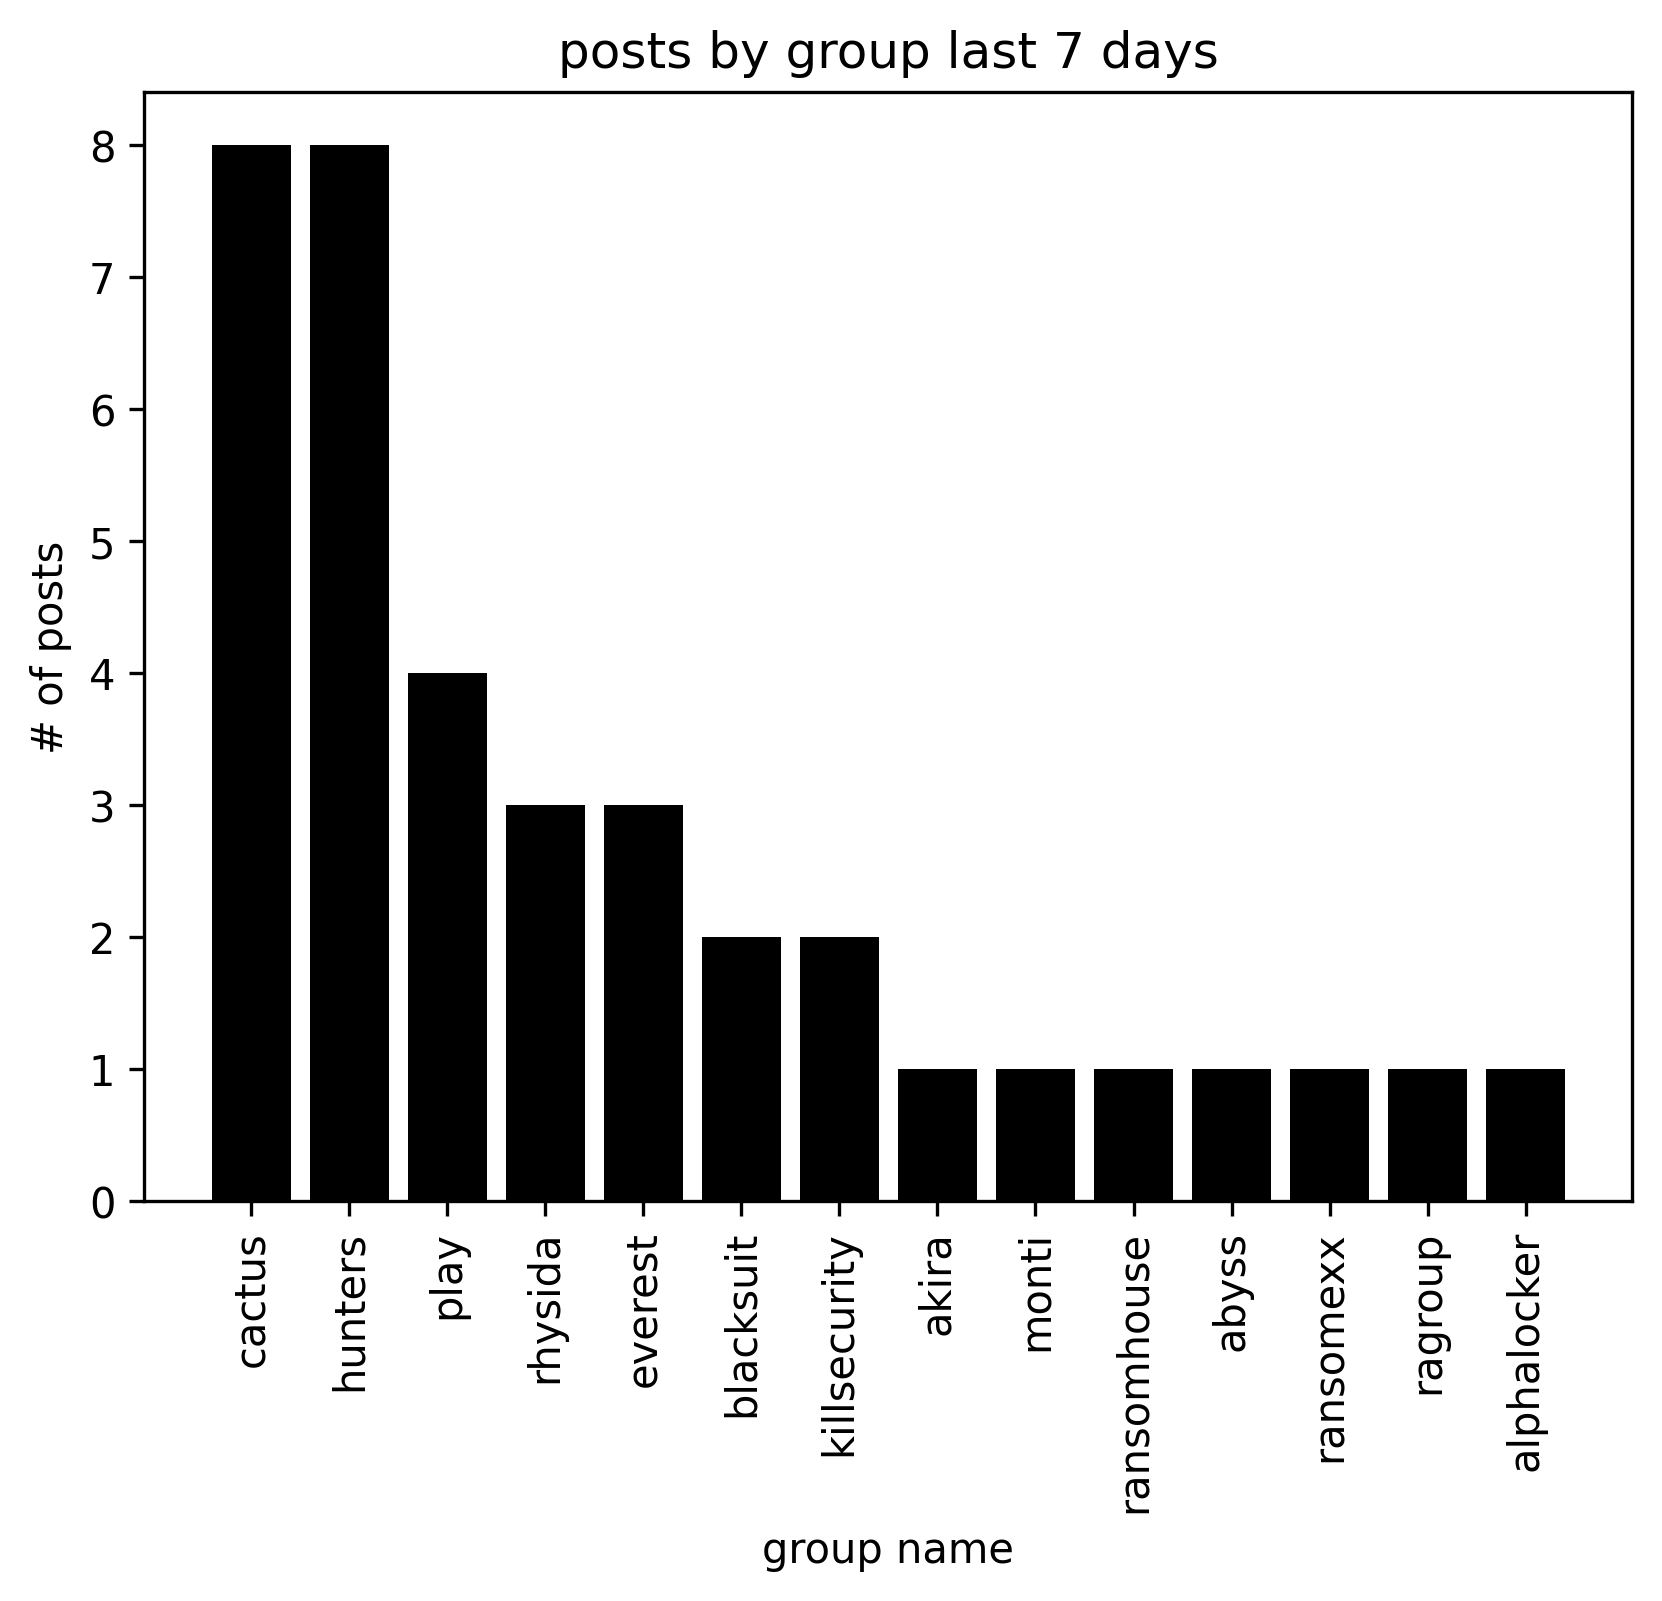 posts by group last 7 days
8
7
6
5
4
3
2
1
0
# of posts
cactus
hunters
play
rhysida
everest
blacksuit
killsecurity
akira
monti
ransomhouse
abyss
ransomexx
ragroup
alphalocker
group name